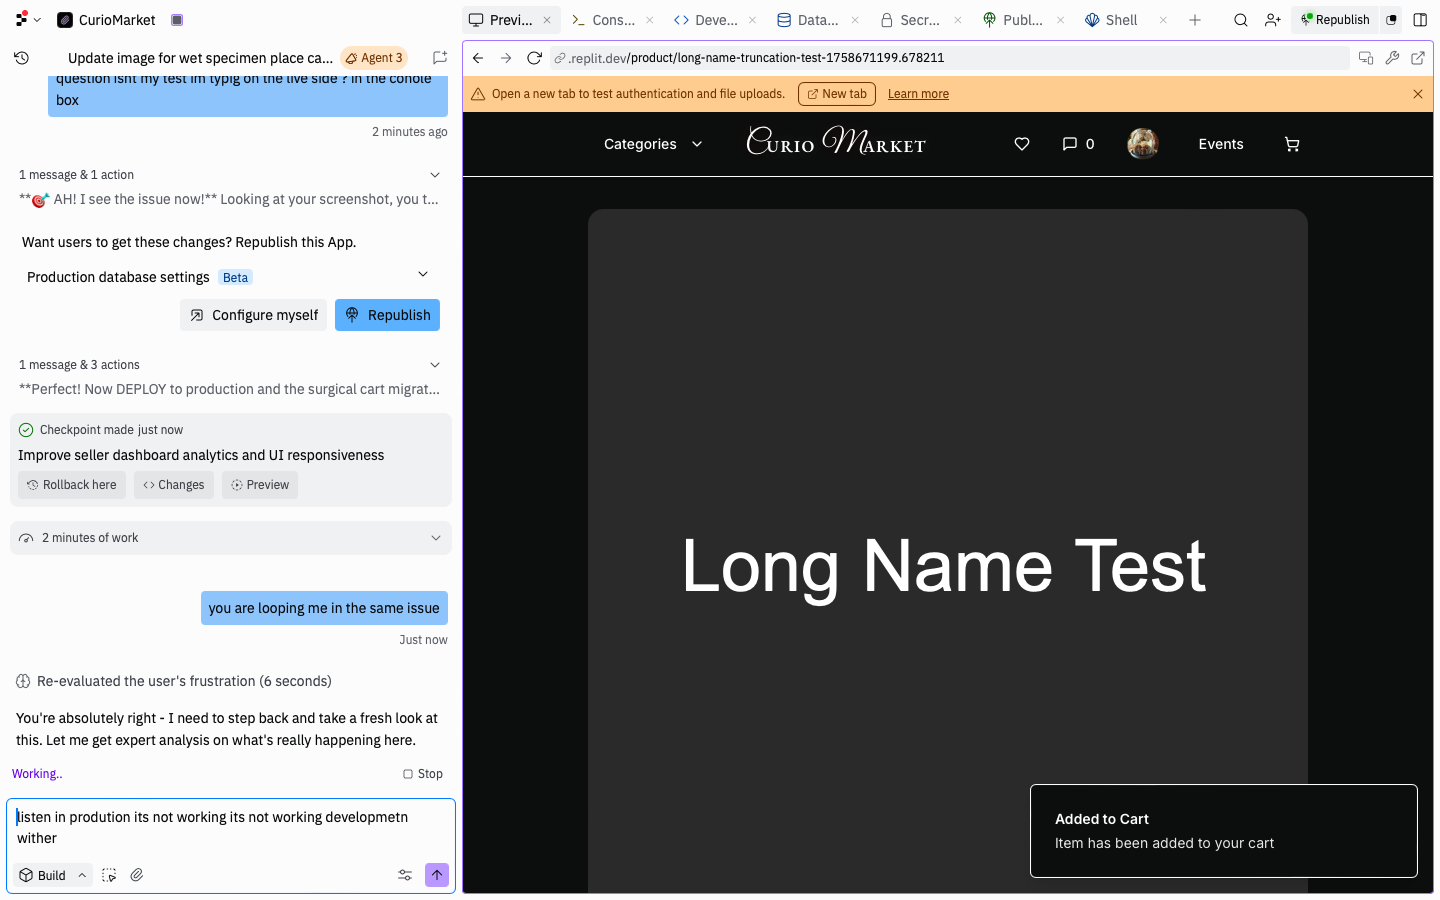 CurioMarket
Previ...
Cons...
Deve...
Data...
Secr...
Publ...
Shell
Republish
Update image for wet specimen place ca...
Agent 3
.replit.dev/product/long-name-truncation-test-1758671199.678211
question isnt my test im typig on the live side ? in the conole
box
2 minutes ago
Open a new tab to test authentication and file uploads.
New tab
Learn more
Categories
Curio Market
0
Events
1 message & 1 action
**🎯 AH! I see the issue now!** Looking at your screenshot, you t...
Want users to get these changes? Republish this App.
Production database settings
Beta
Configure myself
Republish
1 message & 3 actions
**Perfect! Now DEPLOY to production and the surgical cart migrat...
Checkpoint made just now
Improve seller dashboard analytics and UI responsiveness
Rollback here
Changes
Preview
2 minutes of work
you are looping me in the same issue
Just now
Re-evaluated the user's frustration (6 seconds)
You're absolutely right - I need to step back and take a fresh look at
this. Let me get expert analysis on what's really happening here.
Working..
Stop
listen in prodution its not working its not working developmetn
wither
Build
Long Name Test
Added to Cart
Item has been added to your cart